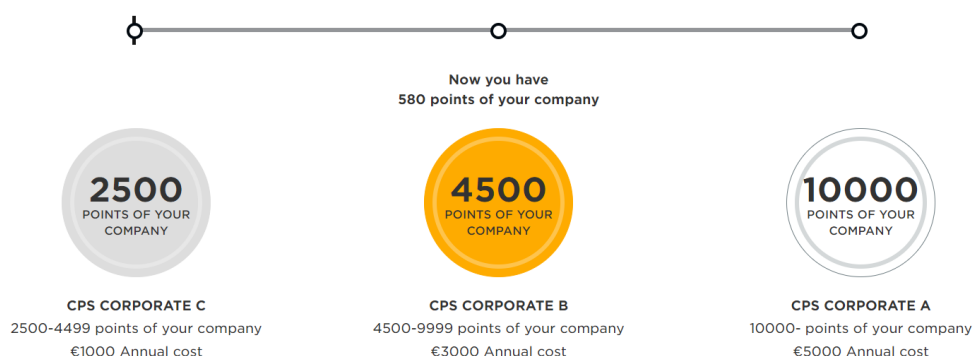 Now you have
580 points of your company
2500
POINTS OF YOUR
COMPANY
4500
POINTS OF YOUR
COMPANY
10000
POINTS OF YOUR
COMPANY
CPS CORPORATE C
2500-4499 points of your company
€1000 Annual cost
CPS CORPORATE B
4500-9999 points of your company
€3000 Annual cost
CPS CORPORATE A
10000- points of your company
€5000 Annual cost